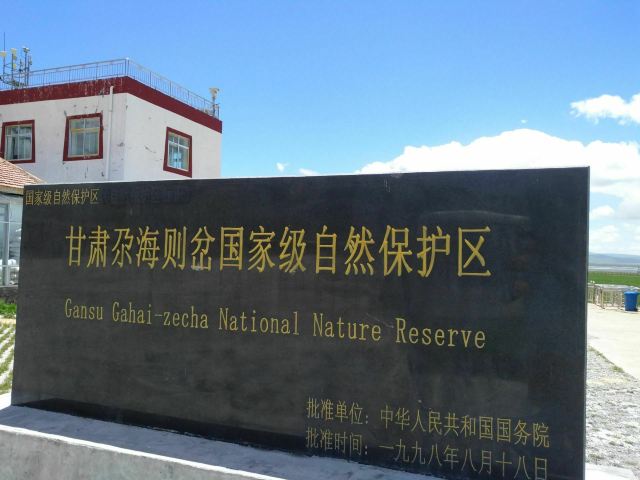 国家级自然保护区
甘肃尕海则岔国家级自然保护区
Gansu Gahai-zecha National Nature Reserve
批准单位：中华人民共和国国务院
批准时间：一九九八年八月十八日